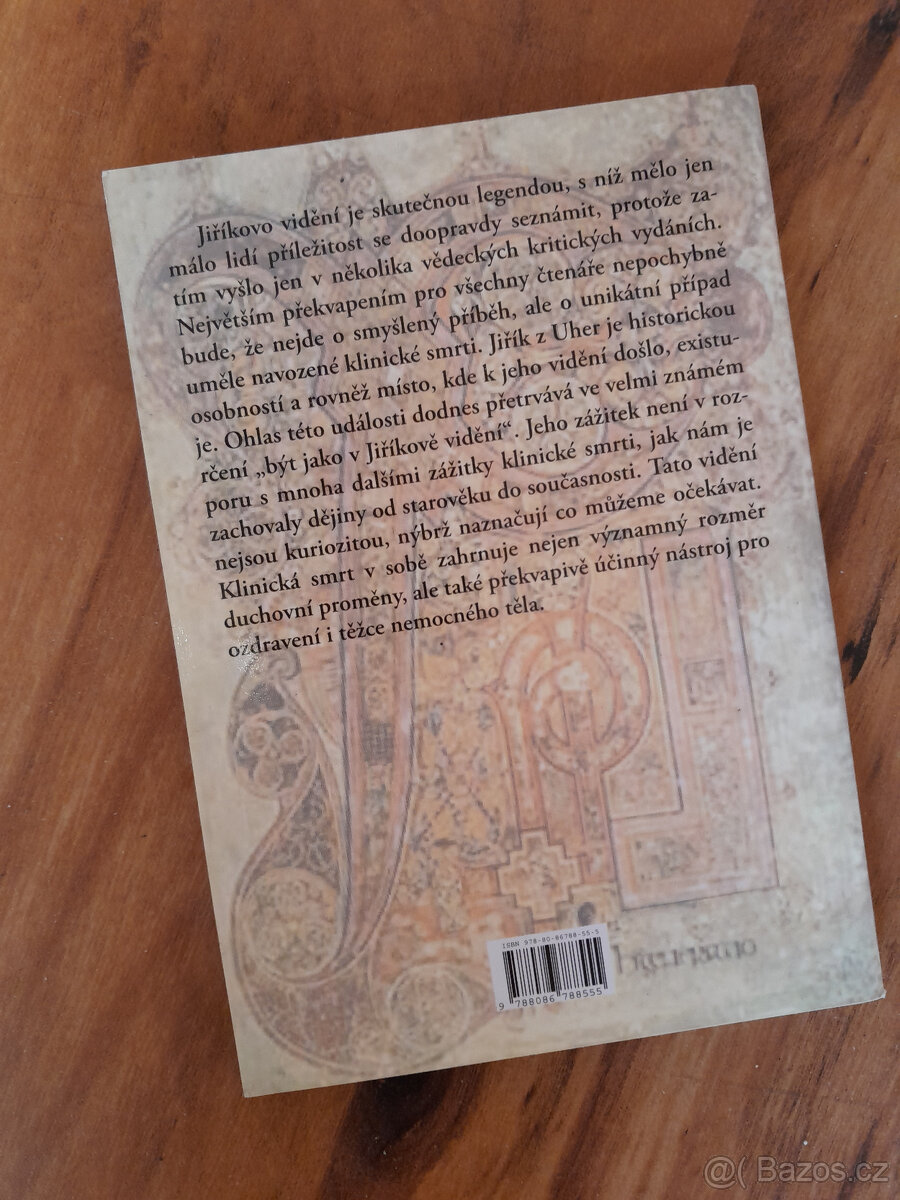 Jiříkovo vidění je skutečnou legendou, s níž mělo jen
málo lidí příležitost se doopravdy seznámit, protože za-
tím vyšlo jen v několika vědeckých kritických vydáních.
Největším překvapením pro všechny čtenáře nepochybně
bude, že nejde o smyšlený příběh, ale o unikátní případ
uměle navozené klinické smrti. Jiřík z Uher je historickou
osobností a rovněž místo, kde k jeho vidění došlo, existu-
je. Ohlas této události dodnes přetrvává ve velmi známém
rčení „být jako v Jiříkově vidění“. Jeho zážitek není v roz-
poru s mnoha dalšími zážitky klinické smrti, jak nám je
zachovaly dějiny od starověku do současnosti. Tato vidění
nejsou kuriozitou, nýbrž naznačují co můžeme očekávat.
Klinická smrt v sobě zahrnuje nejen významný rozměr
duchovní proměny, ale také překvapivě účinný nástroj pro
ozdravení i těžce nemocného těla.
ISBN 978-80-86788-55-5
9 788086 788555
@( Bazos.cz